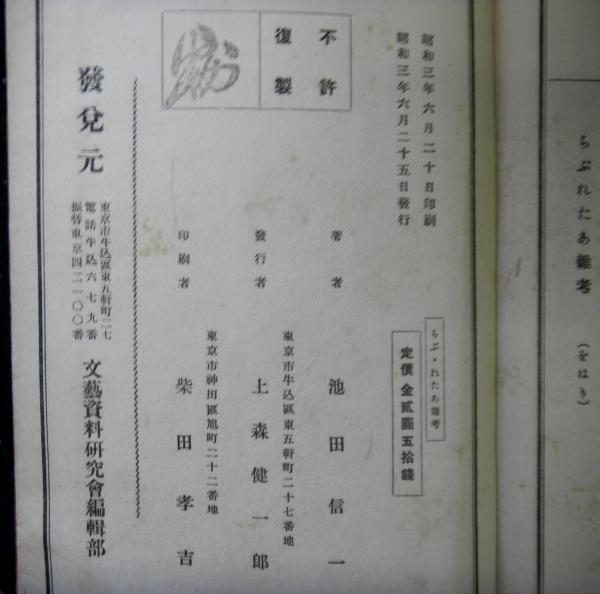 らぶれたあ雜考
(をはり)
昭和三年六月二十日印刷
昭和三年六月二十五日發行
らぶ・れたあ雜考
定價金貳圓五拾錢
不許
復製
著者
池田信一
東京市牛込區東五軒町二十七番地
發行者
上森健一郎
東京市神田區旭町二十二番地
印刷者
柴田孝吉
發兌元
東京市牛込區東五軒町二七
電話牛込六七九番
振替東京四二一〇〇番
文藝資料研究會編輯部